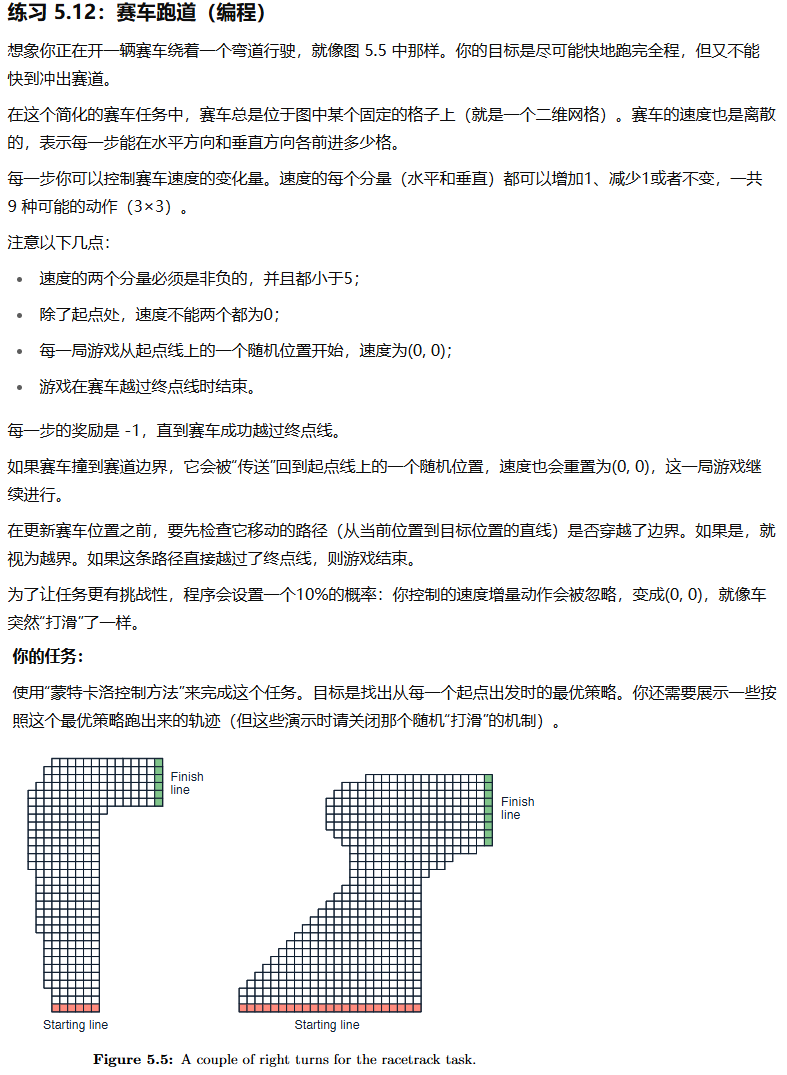 练习 5.12：赛车跑道（编程）
想象你正在开一辆赛车绕着一个弯道行驶，就像图 5.5 中那样。你的目标是尽可能快地跑完全程，但又不能
快到冲出赛道。
在这个简化的赛车任务中，赛车总是位于图中某个固定的格子上（就是一个二维网格）。赛车的速度也是离散
的，表示每一步能在水平方向和垂直方向各前进多少格。
每一步你可以控制赛车速度的变化量。速度的每个分量（水平和垂直）都可以增加1、减少1或者不变，一共
9 种可能的动作（3×3）。
注意以下几点：
• 速度的两个分量必须是非负的，并且都小于5；
• 除了起点处，速度不能两个都为0；
• 每一局游戏从起点线上的一个随机位置开始，速度为(0, 0)；
• 游戏在赛车越过终点线时结束。
每一步的奖励是 -1，直到赛车成功越过终点线。
如果赛车撞到赛道边界，它会被“传送”回到起点线上的一个随机位置，速度也会重置为(0, 0)，这一局游戏继
续进行。
在更新赛车位置之前，要先检查它移动的路径（从当前位置到目标位置的直线）是否穿越了边界。如果是，就
视为越界。如果这条路径直接越过了终点线，则游戏结束。
为了让任务更有挑战性，程序会设置一个10%的概率：你控制的速度增量动作会被忽略，变成(0, 0)，就像车
突然“打滑”了一样。
你的任务：
使用“蒙特卡洛控制方法”来完成这个任务。目标是找出从每一个起点出发时的最优策略。你还需要展示一些按
照这个最优策略跑出来的轨迹（但这些演示时请关闭那个随机“打滑”的机制）。
Finish
line
Finish
line
Starting line
Starting line
Figure 5.5: A couple of right turns for the racetrack task.